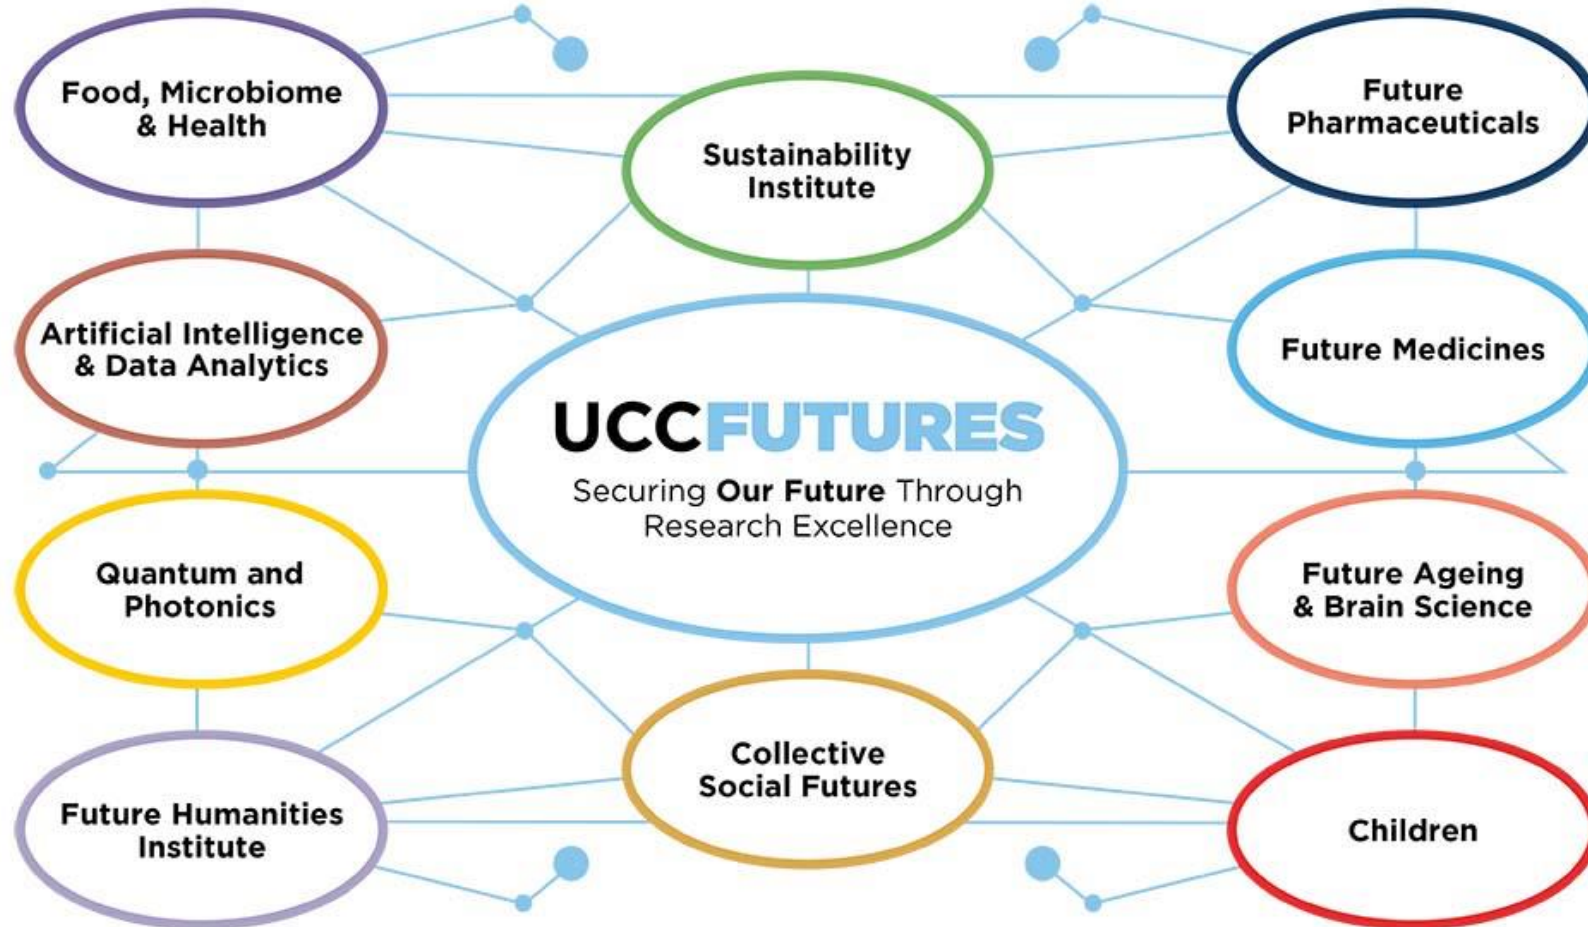 Food, Microbiome
& Health
Sustainability
Institute
Future
Pharmaceuticals
Artificial Intelligence
& Data Analytics
Future Medicines
UCCFUTURES
Securing Our Future Through
Research Excellence
Quantum and
Photonics
Future Ageing
& Brain Science
Future Humanities
Institute
Collective
Social Futures
Children